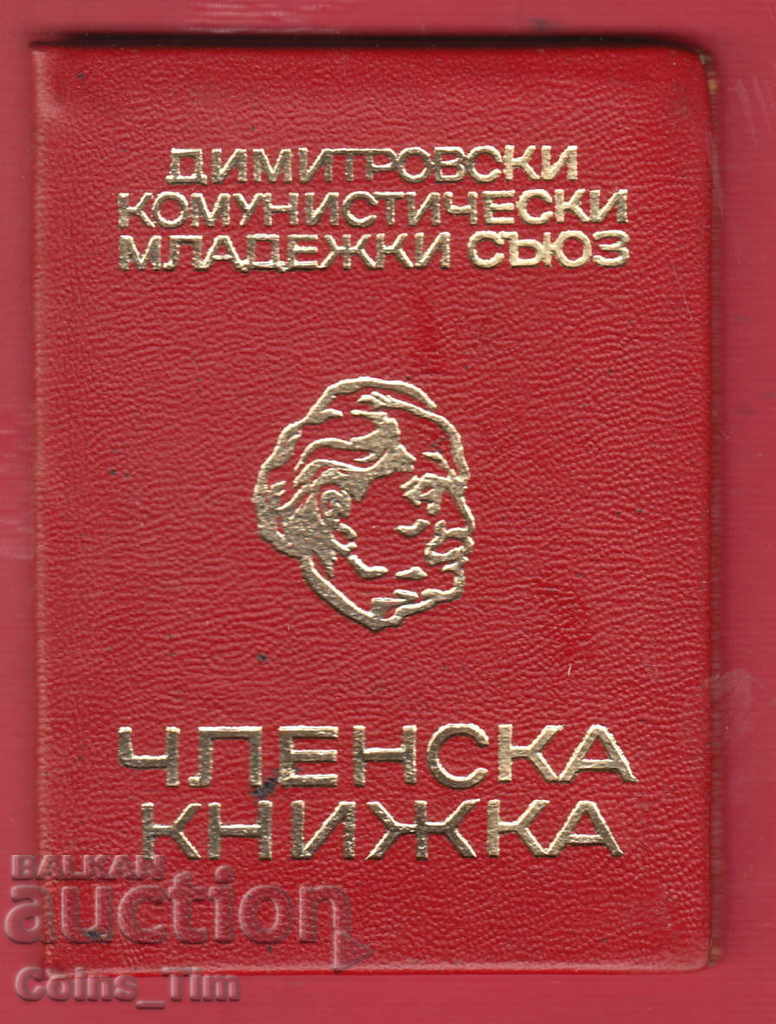 ДИМИТРОВСКИ
КОМУНИСТИЧЕСКИ
МЛАДЕЖКИ СЪЮЗ
ЧЛЕНСКА
КНИЖКА
BALKAN
auction
Coins_Tim